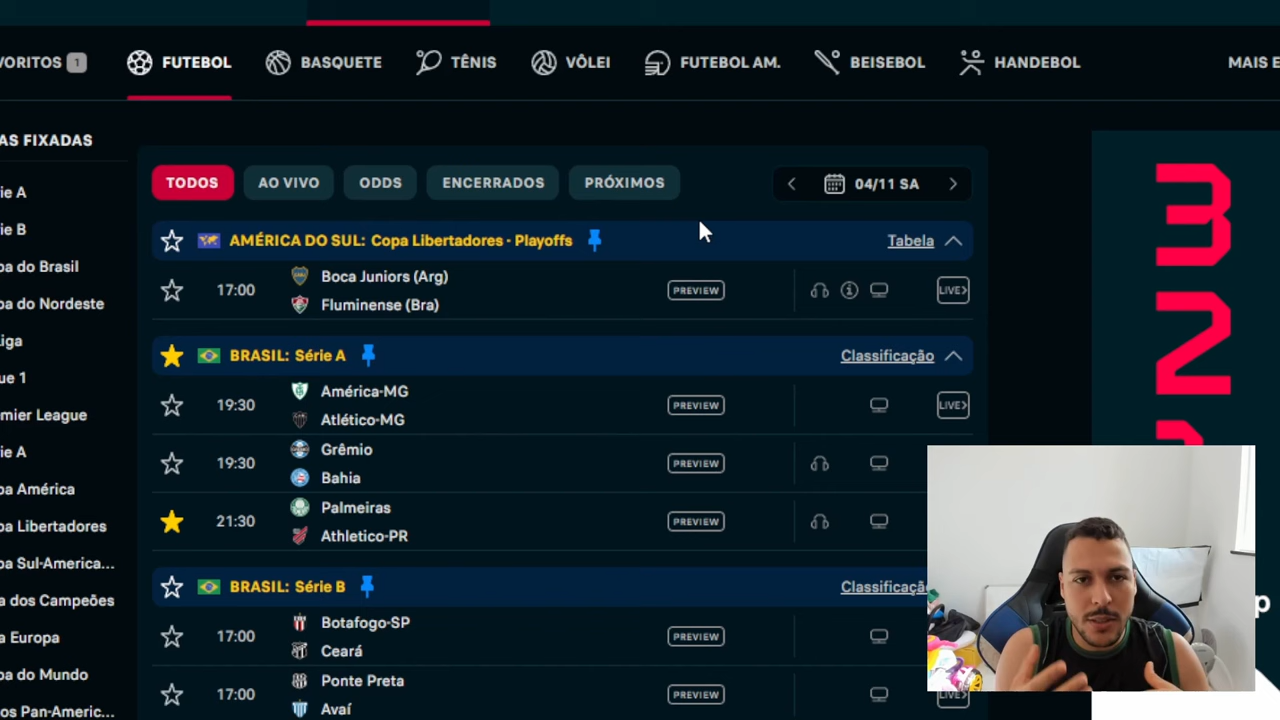 VORITOS 1 FUTEBOL BASQUETE TÊNIS VÔLEI FUTEBOL AM. BEISEBOL HANDEBOL MAIS E
AS FIXADAS
ie A
ie B
pa do Brasil
pa do Nordeste
Liga
ue 1
mier League
ie A
pa América
pa Libertadores
pa Sul-America...
a dos Campeões
a Europa
a do Mundo
os Pan-Americ...
TODOS AO VIVO ODDS ENCERRADOS PRÓXIMOS 04/11 SA
AMÉRICA DO SUL: Copa Libertadores - Playoffs Tabela
17:00 Boca Juniors (Arg) PREVIEW LIVE
Fluminense (Bra)
BRASIL: Série A Classificação
19:30 América-MG PREVIEW LIVE
Atlético-MG
19:30 Grêmio PREVIEW
Bahia
21:30 Palmeiras PREVIEW
Athletico-PR
BRASIL: Série B Classificaçã
17:00 Botafogo-SP PREVIEW
Ceará
17:00 Ponte Preta PREVIEW LIVE
Avaí
p